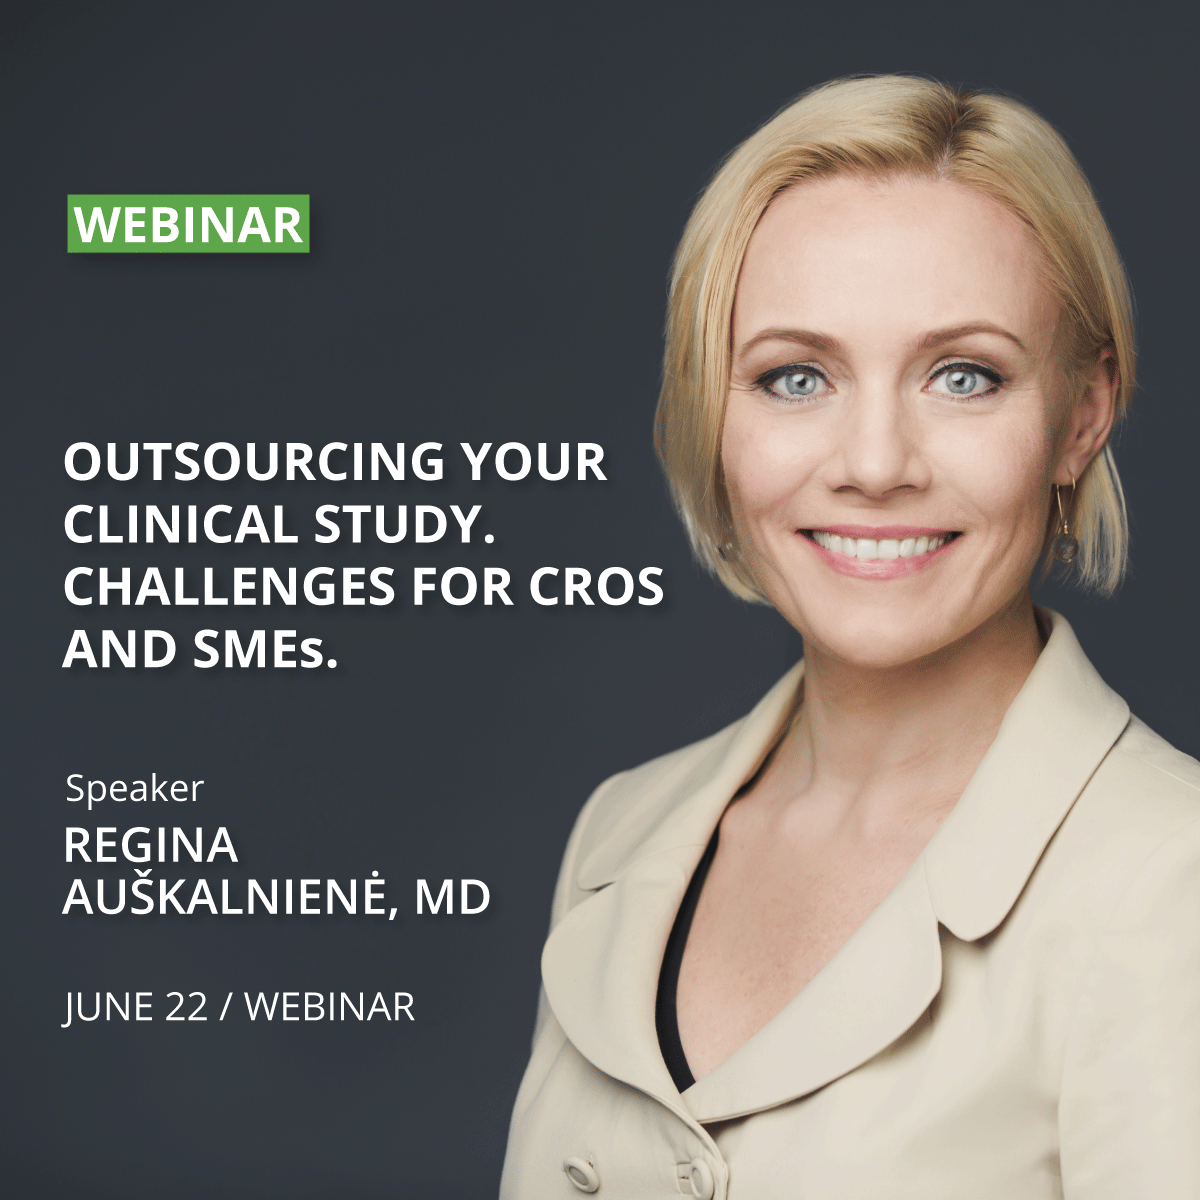 WEBINAR
OUTSOURCING YOUR
CLINICAL STUDY.
CHALLENGES FOR CROS
AND SMEs.
Speaker
REGINA
AUŠKALNIENĖ, MD
JUNE 22 / WEBINAR